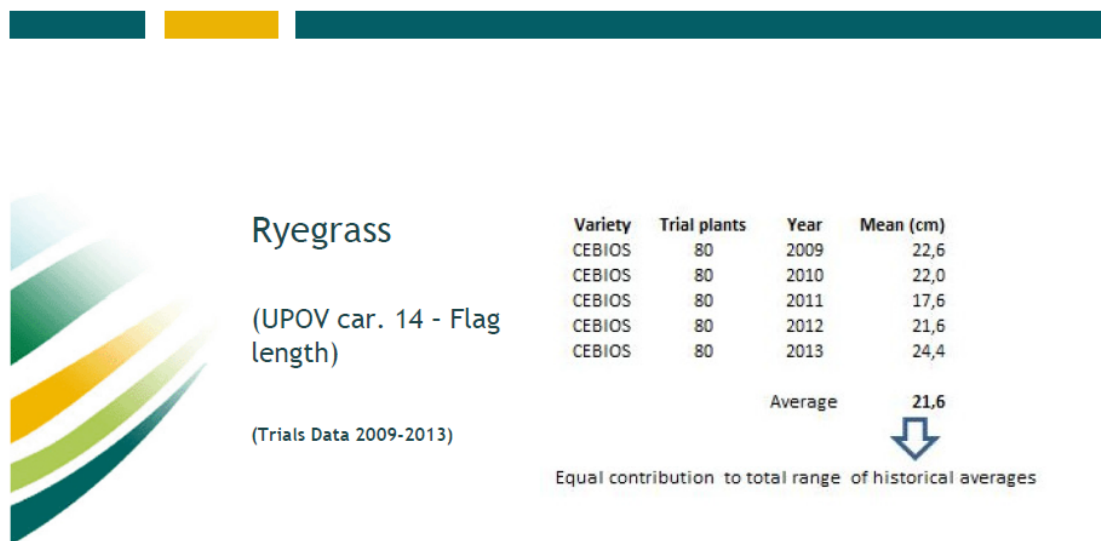 Ryegrass
(UPOV car. 14 - Flag
length)
(Trials Data 2009-2013)
Variety Trial plants Year Mean (cm)
CEBIOS 80 2009 22,6
CEBIOS 80 2010 22,0
CEBIOS 80 2011 17,6
CEBIOS 80 2012 21,6
CEBIOS 80 2013 24,4
Average 21,6
Equal contribution to total range of historical averages